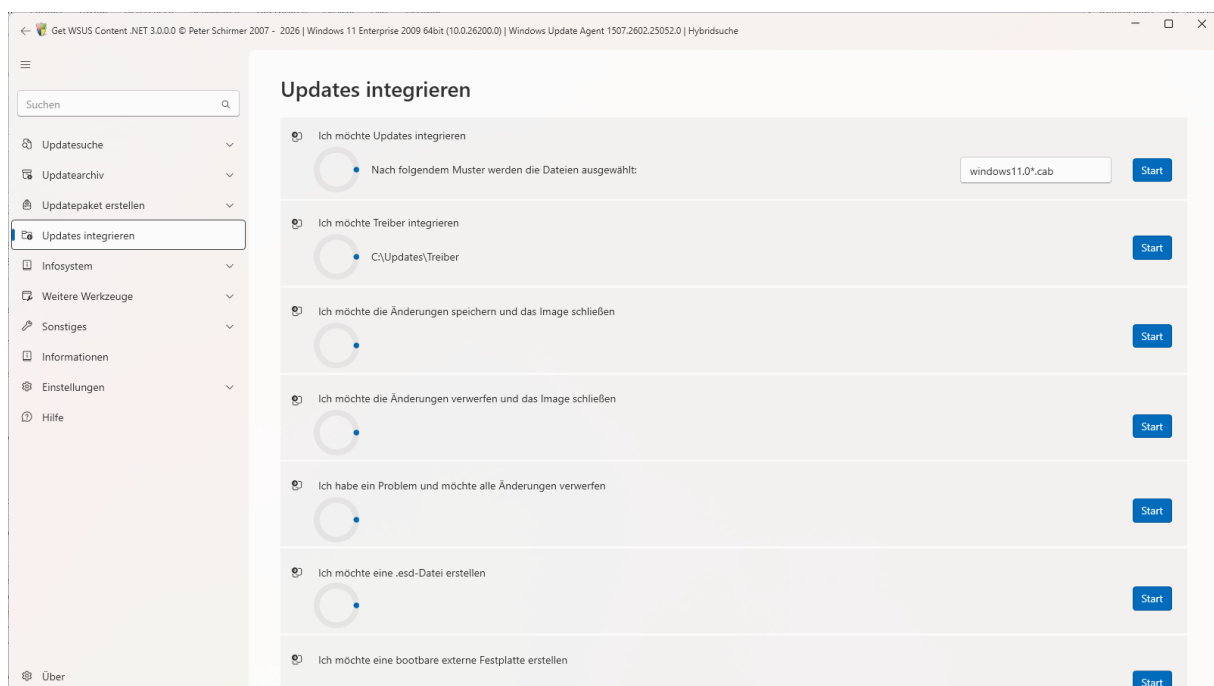 Get WSUS Content .NET 3.0.0.0 © Peter Schirmer 2007 - 2026 | Windows 11 Enterprise 2009 64bit (10.0.26200.0) | Windows Update Agent 1507.2602.25052.0 | Hybridsuche
Suchen
Updatesuche
Updatearchiv
Updatepaket erstellen
Updates integrieren
Infosystem
Weitere Werkzeuge
Sonstiges
Informationen
Einstellungen
Hilfe
Über
Updates integrieren
Ich möchte Updates integrieren
Nach folgendem Muster werden die Dateien ausgewählt: windows11.0*.cab Start
Ich möchte Treiber integrieren
C:\Updates\Treiber Start
Ich möchte die Änderungen speichern und das Image schließen
Start
Ich möchte die Änderungen verwerfen und das Image schließen
Start
Ich habe ein Problem und möchte alle Änderungen verwerfen
Start
Ich möchte eine .esd-Datei erstellen
Start
Ich möchte eine bootbare externe Festplatte erstellen
Start